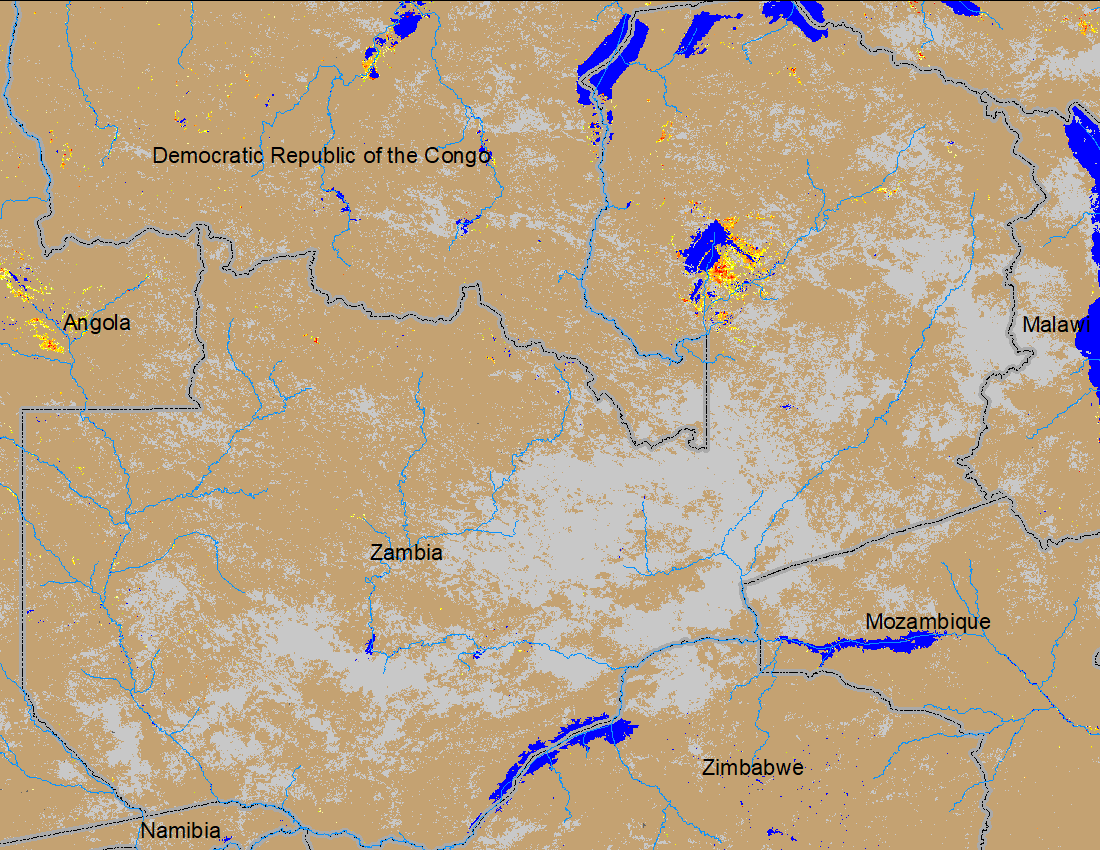 Democratic Republic of the Congo
Angola
Malawi
Zambia
Mozambique
Zimbabwe
Namibia